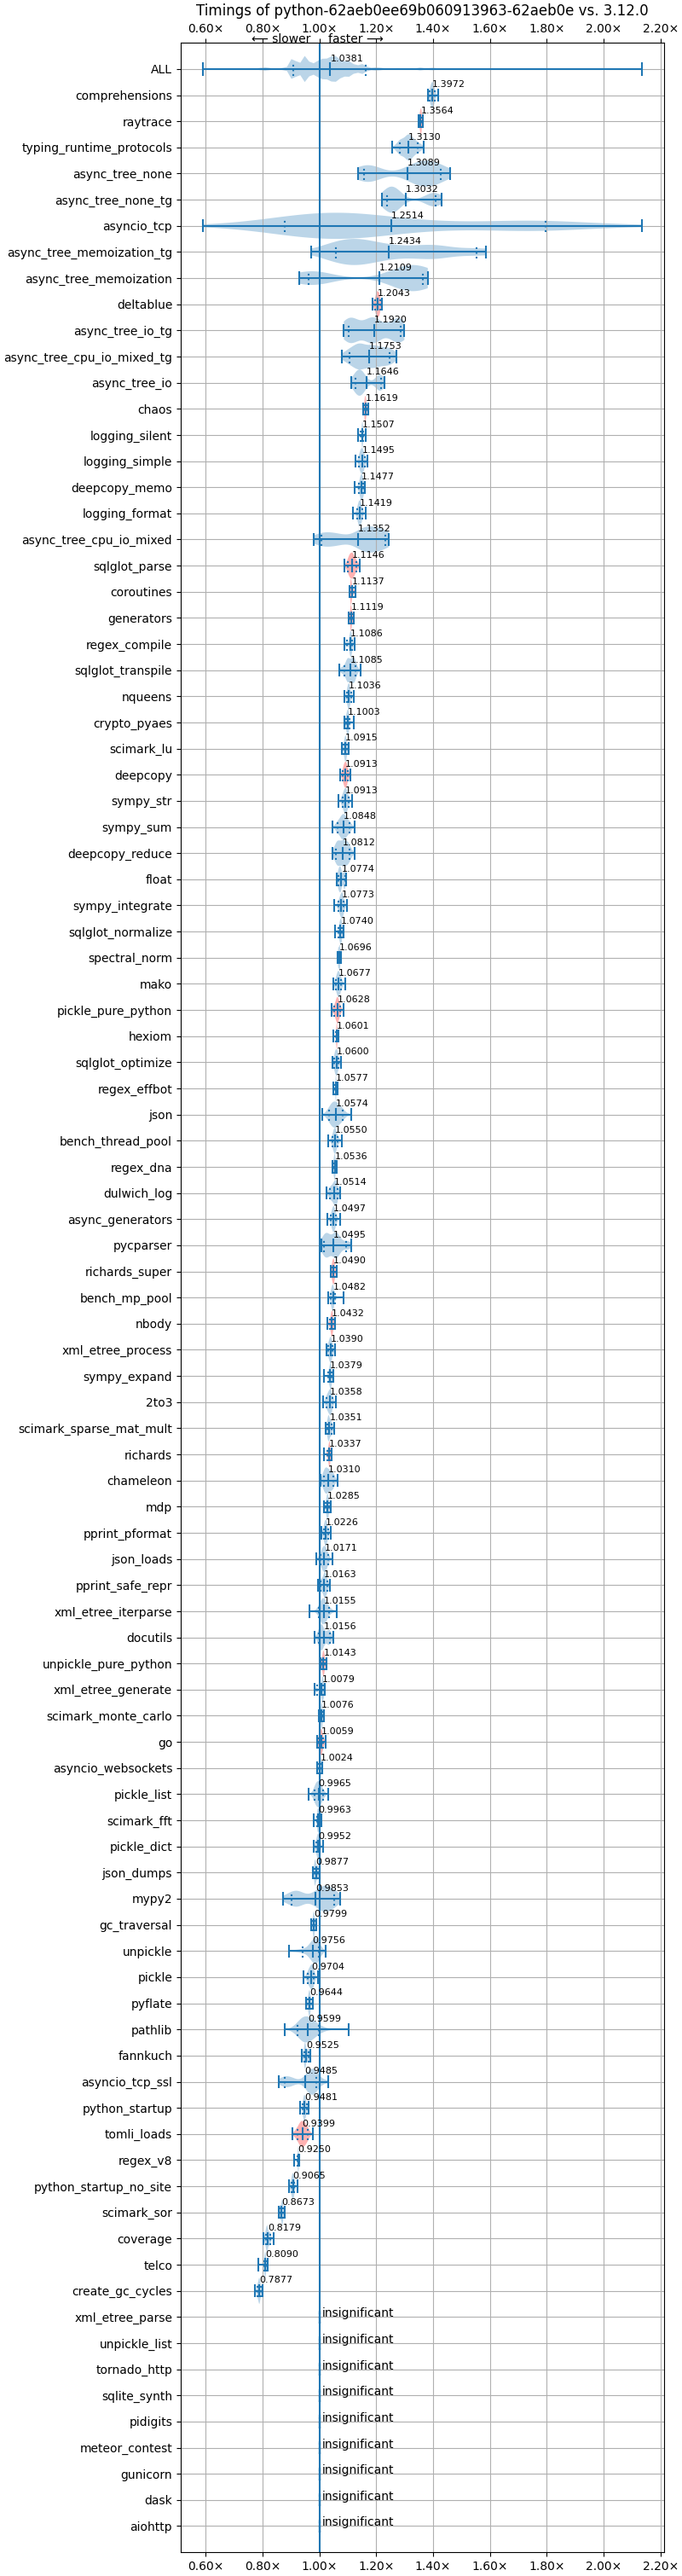 Timings of python-62aeb0ee69b060913963-62aeb0e vs. 3.12.0
0.60× 0.80× 1.00× 1.20× 1.40× 1.60× 1.80× 2.00× 2.20×
⟵ slower faster ⟶
ALL 1.0381
comprehensions 1.3972
raytrace 1.3564
typing_runtime_protocols 1.3130
async_tree_none 1.3089
async_tree_none_tg 1.3032
asyncio_tcp 1.2514
async_tree_memoization_tg 1.2434
async_tree_memoization 1.2109
deltablue 1.2043
async_tree_io_tg 1.1920
async_tree_cpu_io_mixed_tg 1.1753
async_tree_io 1.1646
chaos 1.1619
logging_silent 1.1507
logging_simple 1.1495
deepcopy_memo 1.1477
logging_format 1.1419
async_tree_cpu_io_mixed 1.1352
sqlglot_parse 1.1146
coroutines 1.1137
generators 1.1119
regex_compile 1.1086
sqlglot_transpile 1.1085
nqueens 1.1036
crypto_pyaes 1.1003
scimark_lu 1.0915
deepcopy 1.0913
sympy_str 1.0913
sympy_sum 1.0848
deepcopy_reduce 1.0812
float 1.0774
sympy_integrate 1.0773
sqlglot_normalize 1.0740
spectral_norm 1.0696
mako 1.0677
pickle_pure_python 1.0628
hexiom 1.0601
sqlglot_optimize 1.0600
regex_effbot 1.0577
json 1.0574
bench_thread_pool 1.0550
regex_dna 1.0536
dulwich_log 1.0514
async_generators 1.0497
pycparser 1.0495
richards_super 1.0490
bench_mp_pool 1.0482
nbody 1.0432
xml_etree_process 1.0390
sympy_expand 1.0379
2to3 1.0358
scimark_sparse_mat_mult 1.0351
richards 1.0337
chameleon 1.0310
mdp 1.0285
pprint_pformat 1.0226
json_loads 1.0171
pprint_safe_repr 1.0163
xml_etree_iterparse 1.0155
docutils 1.0156
unpickle_pure_python 1.0143
xml_etree_generate 1.0079
scimark_monte_carlo 1.0076
go 1.0059
asyncio_websockets 1.0024
pickle_list 0.9965
scimark_fft 0.9963
pickle_dict 0.9952
json_dumps 0.9877
mypy2 0.9853
gc_traversal 0.9799
unpickle 0.9756
pickle 0.9704
pyflate 0.9644
pathlib 0.9599
fannkuch 0.9525
asyncio_tcp_ssl 0.9485
python_startup 0.9481
tomli_loads 0.9399
regex_v8 0.9250
python_startup_no_site 0.9065
scimark_sor 0.8673
coverage 0.8179
telco 0.8090
create_gc_cycles 0.7877
xml_etree_parse insignificant
unpickle_list insignificant
tornado_http insignificant
sqlite_synth insignificant
pidigits insignificant
meteor_contest insignificant
gunicorn insignificant
dask insignificant
aiohttp insignificant
0.60× 0.80× 1.00× 1.20× 1.40× 1.60× 1.80× 2.00× 2.20×